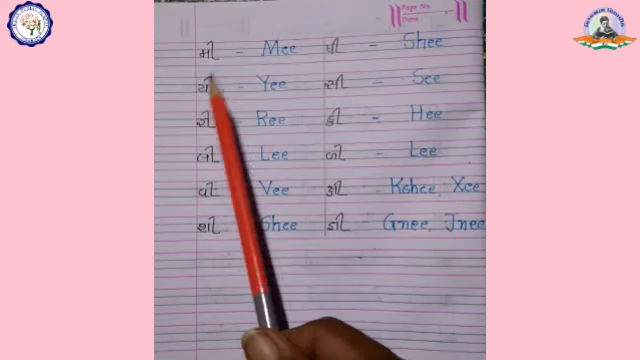 Page No.
Date
મી - Mee ષી - Shee
યી - Yee સી - See
રી - Ree હી - Hee
લી - Lee ળી - Lee
વી - Vee ક્ષી - Kshee, Xee
શી Shee જ્ઞી - Gnee, Jnee